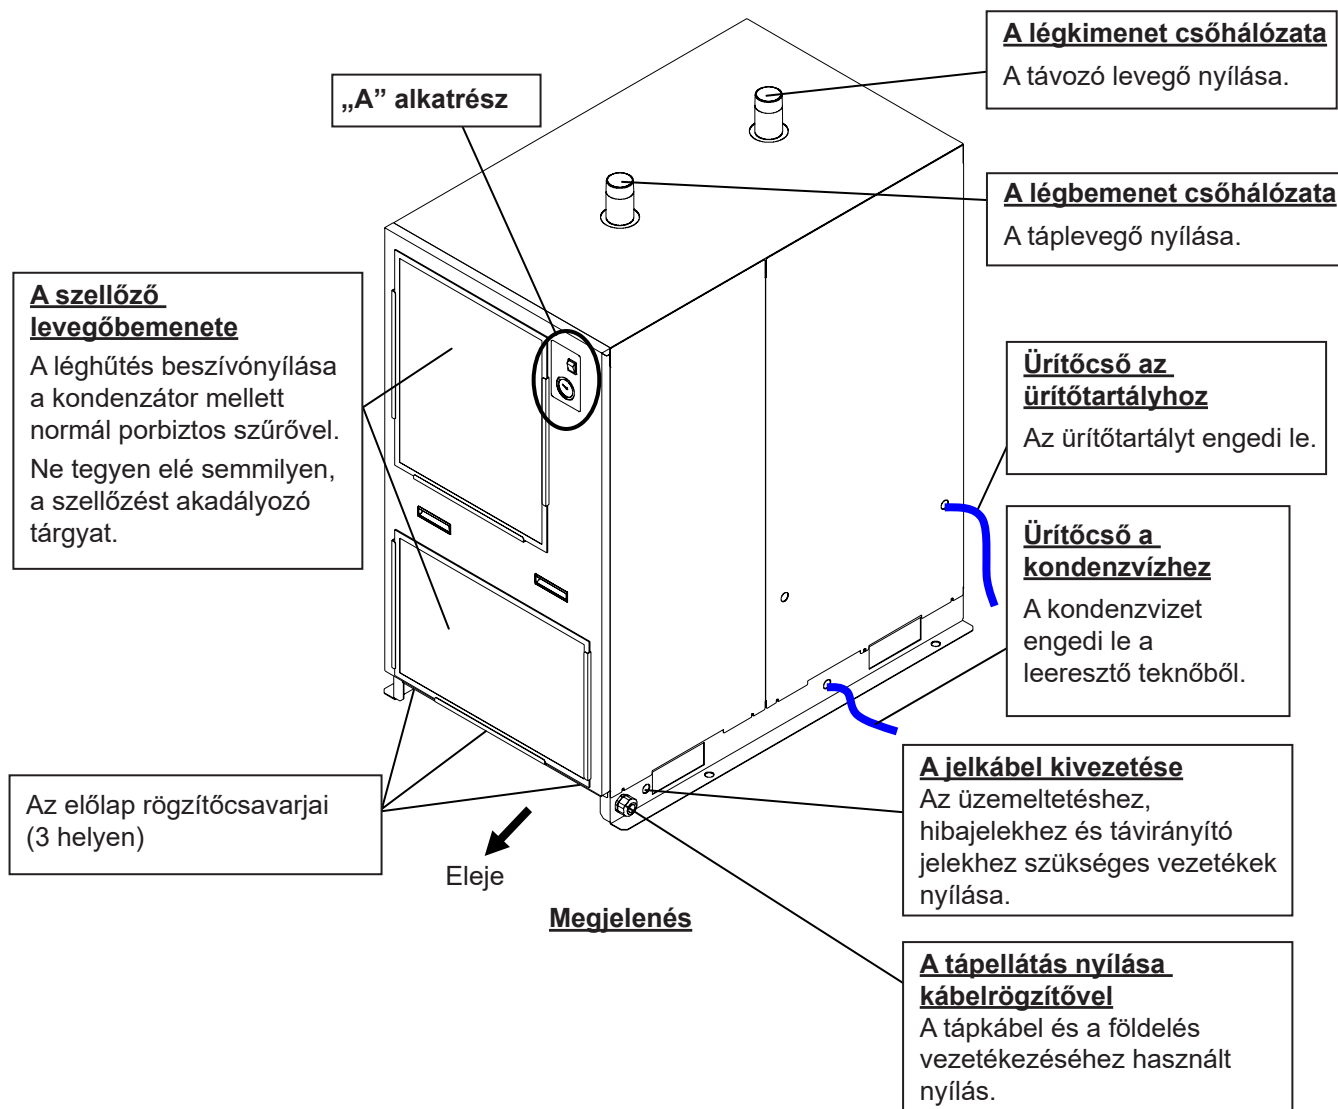 A légkimenet csőhálózata
A távozó levegő nyílása.
„A” alkatrész
A légbemenet csőhálózata
A táplevegő nyílása.
A szellőző
levegőbemenete
A léghűtés beszívónyílása
a kondenzátor mellett
normál porbiztos szűrővel.
Ne tegyen elé semmilyen,
a szellőzést akadályozó
tárgyat.
Ürítőcső az
ürítőtartályhoz
Az ürítőtartályt engedi le.
Ürítőcső a
kondenzvízhez
A kondenzvizet
engedi le a
leeresztő teknőből.
Az előlap rögzítőcsavarjai
(3 helyen)
Eleje
A jelkábel kivezetése
Az üzemeltetéshez,
hibajelekhez és távirányító
jelekhez szükséges vezetékek
nyílása.
Megjelenés
A tápellátás nyílása
kábelrögzítővel
A tápkábel és a földelés
vezetékezéséhez használt
nyílás.